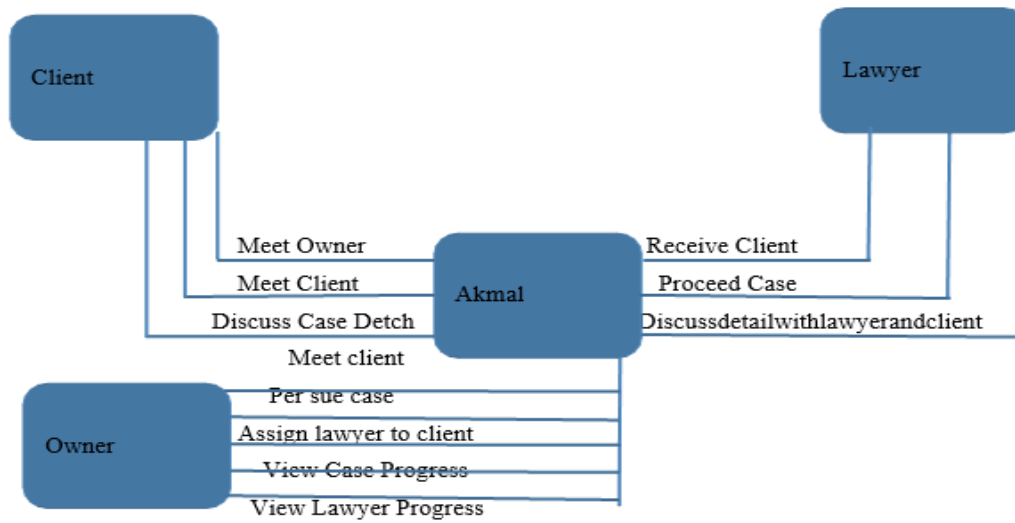 Client
Lawyer
Meet Owner
Receive Client
Meet Client
Akmal
Proceed Case
Discuss Case Detch
Discussdetailwithlawyerandclient
Meet client
Per sue case
Owner
Assign lawyer to client
View Case Progress
View Lawyer Progress